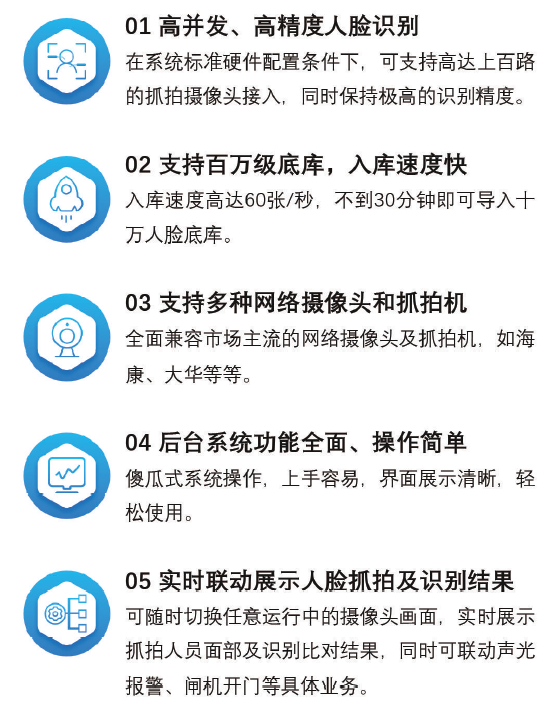 01 高并发、高精度人脸识别
在系统标准硬件配置条件下，可支持高达上百路
的抓拍摄像头接入，同时保持极高的识别精度。
02 支持百万级底库，入库速度快
入库速度高达60张/秒，不到30分钟即可导入十
万人脸底库。
03 支持多种网络摄像头和抓拍机
全面兼容市场主流的网络摄像头及抓拍机，如海
康、大华等等。
04 后台系统功能全面、操作简单
傻瓜式系统操作，上手容易，界面展示清晰，轻
松使用。
05 实时联动展示人脸抓拍及识别结果
可随时切换任意运行中的摄像头画面，实时展示
抓拍人员面部及识别比对结果，同时可联动声光
报警、闸机开门等具体业务。